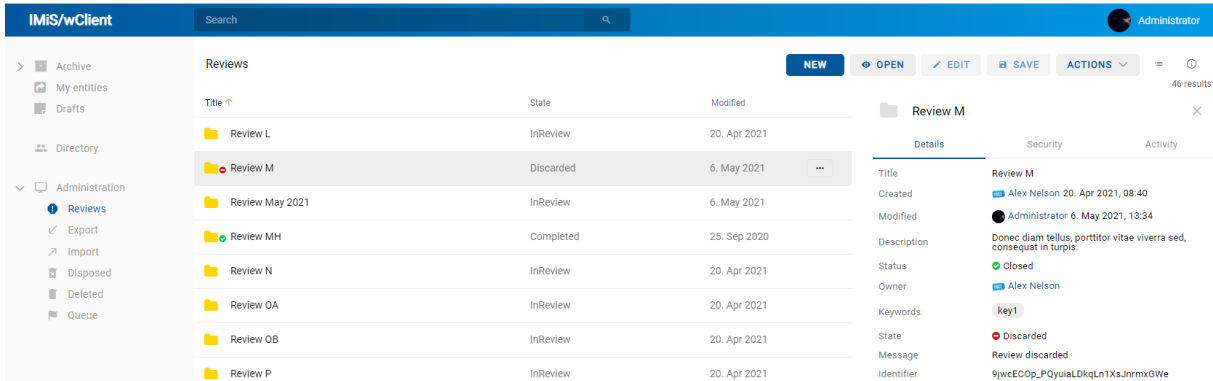 IMiS/wClient
Search
Administrator
Archive
My entities
Drafts
Directory
Administration
Reviews
Export
Import
Disposed
Deleted
Queue
Reviews
NEW
OPEN
EDIT
SAVE
ACTIONS
46 results
Title State Modified
Review L InReview 20. Apr 2021
Review M Discarded 6. May 2021
Review May 2021 InReview 6. May 2021
Review MH Completed 25. Sep 2020
Review N InReview 20. Apr 2021
Review OA InReview 20. Apr 2021
Review OB InReview 20. Apr 2021
Review P InReview 20. Apr 2021
Review M
Details Security Activity
Title Review M
Created Alex Nelson 20. Apr 2021, 08:40
Modified Administrator 6. May 2021, 13:34
Description Donec diam tellus, porttitor vitae viverra sed,
consequat in turpis.
Status Closed
Owner Alex Nelson
Keywords key1
State Discarded
Message Review discarded
Identifier 9jwcECOp_PQyuiaLDkqLn1XsJnrmxGWe